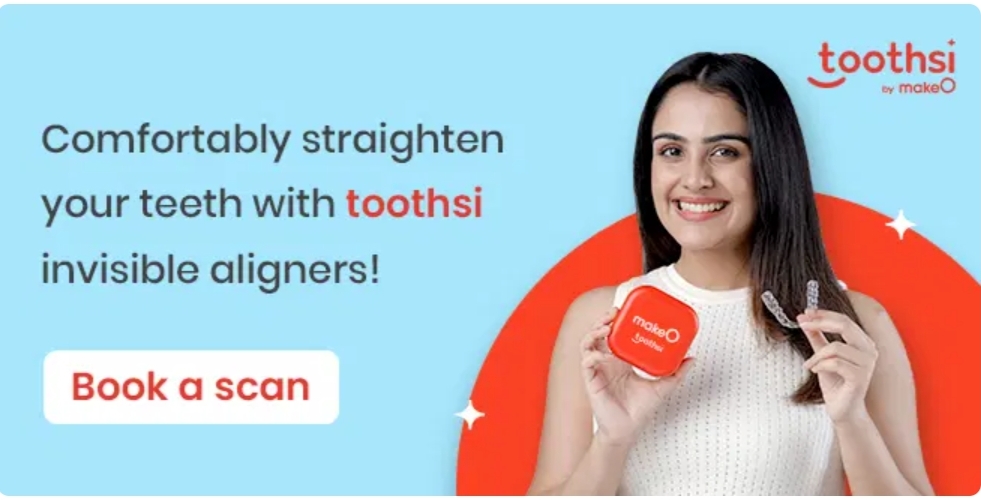 toothsi
by makeO
Comfortably straighten
your teeth with toothsi
invisible aligners!
Book a scan
makeO
toothsi